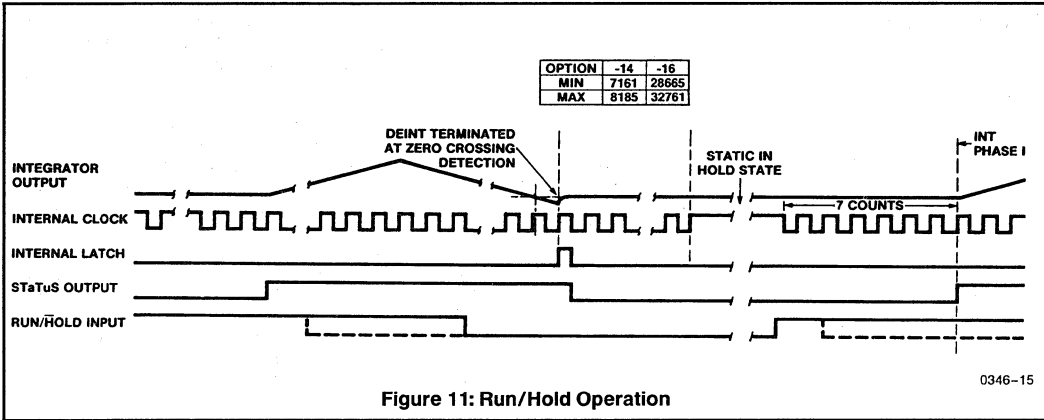 OPTION -14 -16
MIN 7161 28665
MAX 8185 32761
DEINT TERMINATED
AT ZERO CROSSING
DETECTION
STATIC IN
HOLD STATE
INT
PHASE I
INTEGRATOR
OUTPUT
INTERNAL CLOCK
7 COUNTS
INTERNAL LATCH
STaTuS OUTPUT
RUN/H̅OLD INPUT
0346–15
Figure 11: Run/Hold Operation